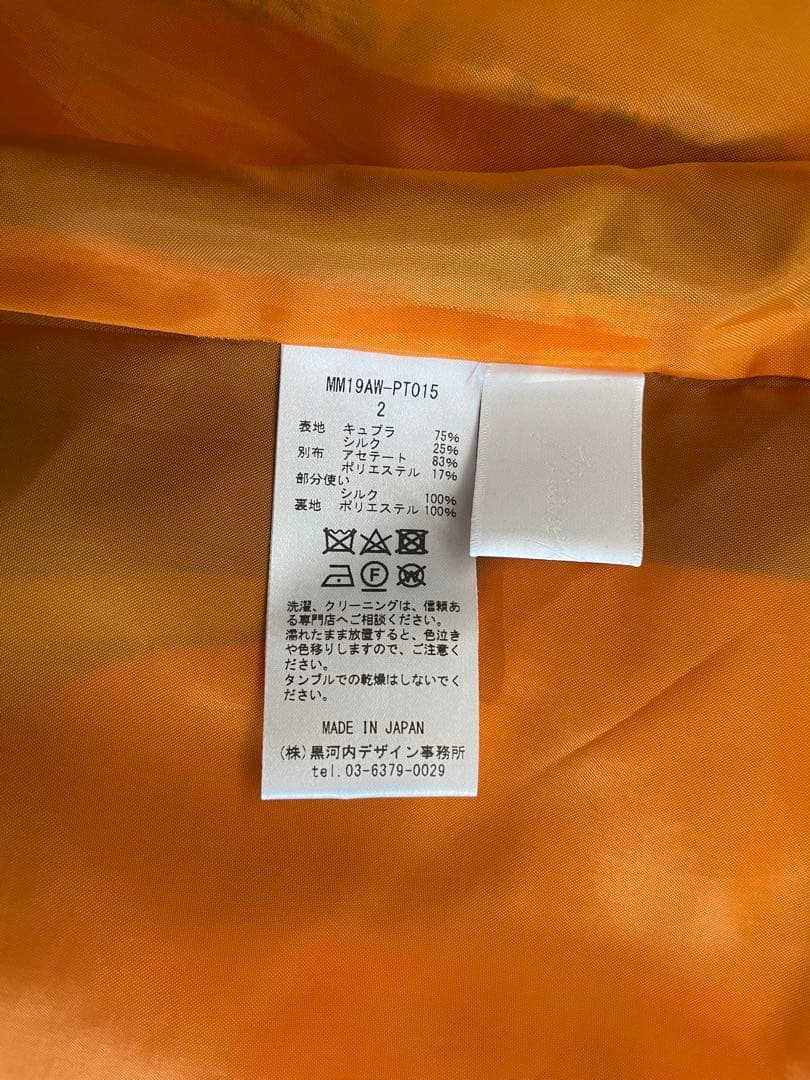 MM19AW-PT015
2
表地 キュプラ 75%
シルク 25%
別布 アセテート 83%
ポリエステル 17%
部分使い
シルク 100%
裏地 ポリエステル 100%
F
W
洗濯、クリーニングは、信頼あ
る専門店へご相談ください。
濡れたまま放置すると、色泣き
や色移りしますので、ご注意く
ださい。
タンブルでの乾燥はしないでく
ださい。
MADE IN JAPAN
(株)黒河内デザイン事務所
tel.03-6379-0029